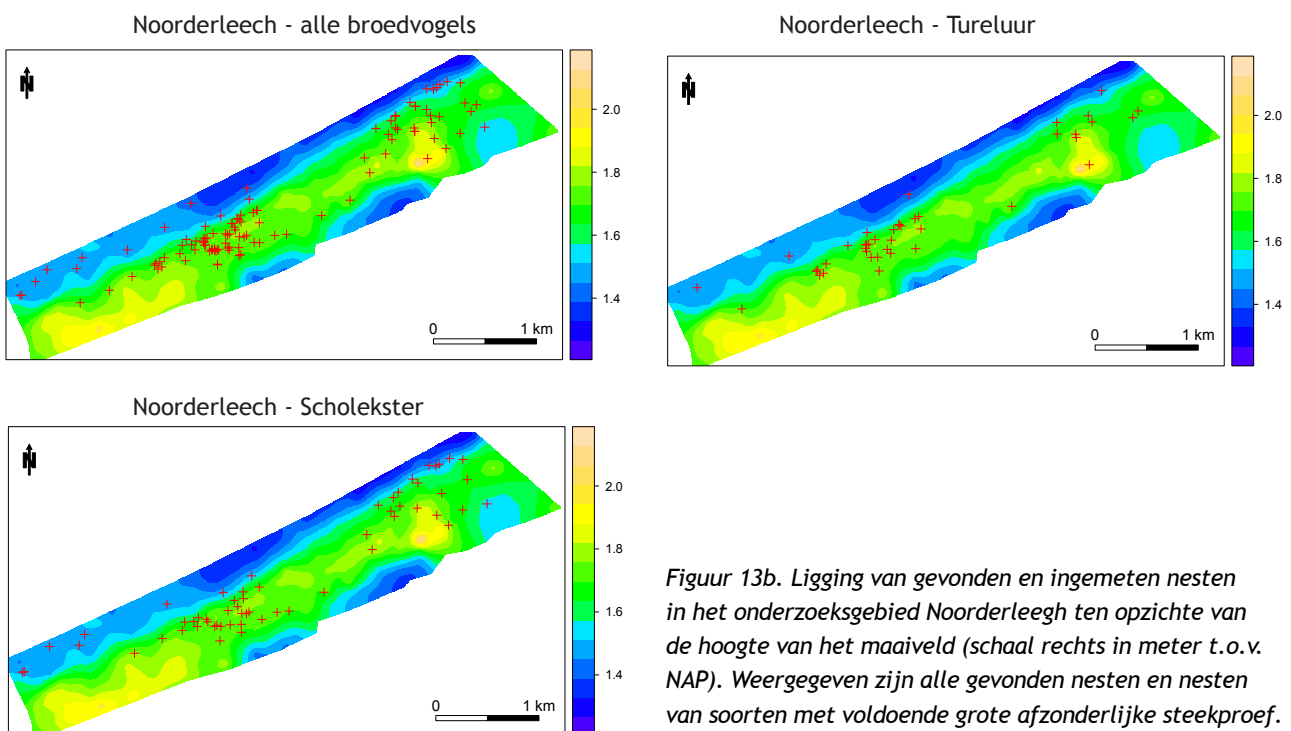 Noorderleech - alle broedvogels
N
2.0
1.8
1.6
1.4
0 1 km
Noorderleech - Tureluur
N
2.0
1.8
1.6
1.4
0 1 km
Noorderleech - Scholekster
N
2.0
1.8
1.6
1.4
0 1 km
Figuur 13b. Ligging van gevonden en ingemeten nesten
in het onderzoeksgebied Noorderleegh ten opzichte van
de hoogte van het maaiveld (schaal rechts in meter t.o.v.
NAP). Weergegeven zijn alle gevonden nesten en nesten
van soorten met voldoende grote afzonderlijke steekproef.